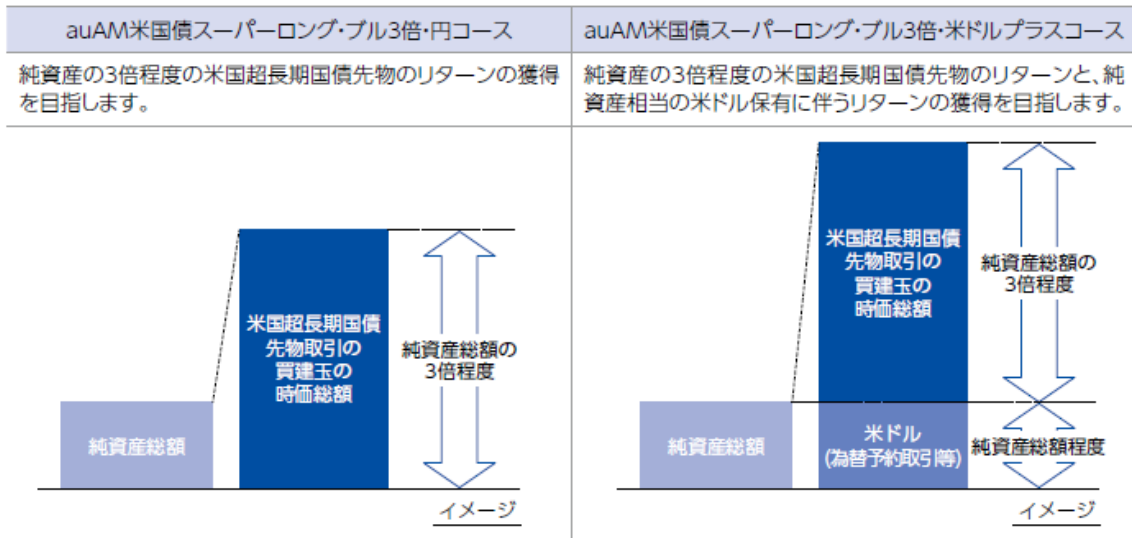 auAM米国債スーパーロング・ブル3倍・円コース
純資産の3倍程度の米国超長期国債先物のリターンの獲得
を目指します。
純資産総額
米国超長期国債
先物取引の
買建玉の
時価総額
純資産総額の
3倍程度
イメージ
auAM米国債スーパーロング・ブル3倍・米ドルプラスコース
純資産の3倍程度の米国超長期国債先物のリターンと、純
資産相当の米ドル保有に伴うリターンの獲得を目指します。
米国超長期国債
先物取引の
買建玉の
時価総額
純資産総額の
3倍程度
純資産総額
米ドル
(為替予約取引等)
純資産総額程度
イメージ